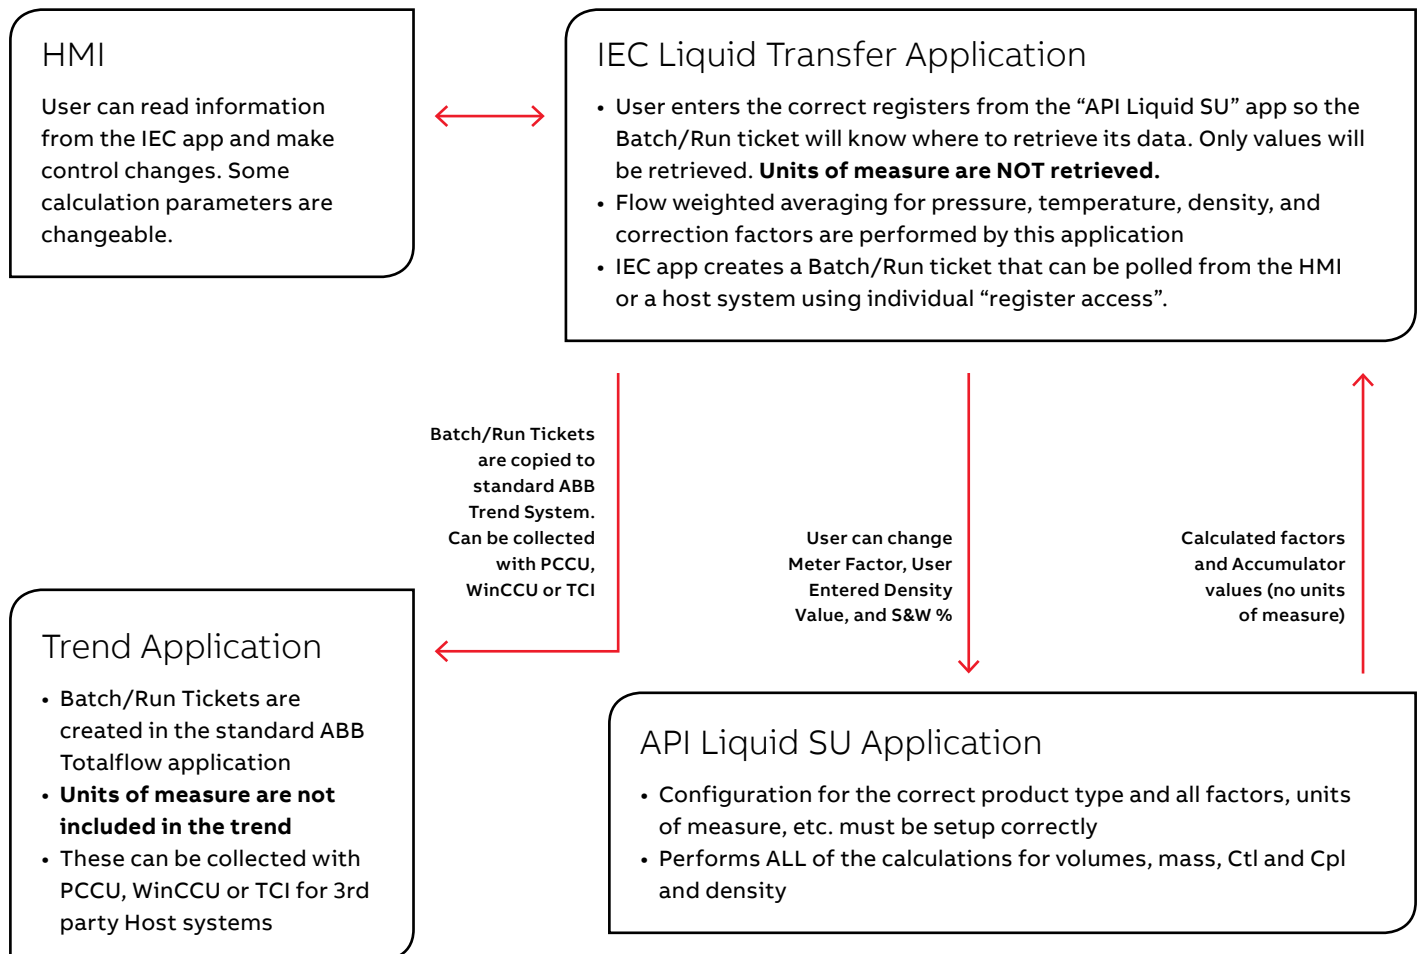 HMI
User can read information
from the IEC app and make
control changes. Some
calculation parameters are
changeable.
IEC Liquid Transfer Application
• User enters the correct registers from the “API Liquid SU” app so the
Batch/Run ticket will know where to retrieve its data. Only values will
be retrieved. Units of measure are NOT retrieved.
• Flow weighted averaging for pressure, temperature, density, and
correction factors are performed by this application
• IEC app creates a Batch/Run ticket that can be polled from the HMI
or a host system using individual “register access”.
Batch/Run Tickets
are copied to
standard ABB
Trend System.
Can be collected
with PCCU,
WinCCU or TCI
User can change
Meter Factor, User
Entered Density
Value, and S&W %
Calculated factors
and Accumulator
values (no units
of measure)
Trend Application
• Batch/Run Tickets are
created in the standard ABB
Totalflow application
• Units of measure are not
included in the trend
• These can be collected with
PCCU, WinCCU or TCI for 3rd
party Host systems
API Liquid SU Application
• Configuration for the correct product type and all factors, units
of measure, etc. must be setup correctly
• Performs ALL of the calculations for volumes, mass, Ctl and Cpl
and density